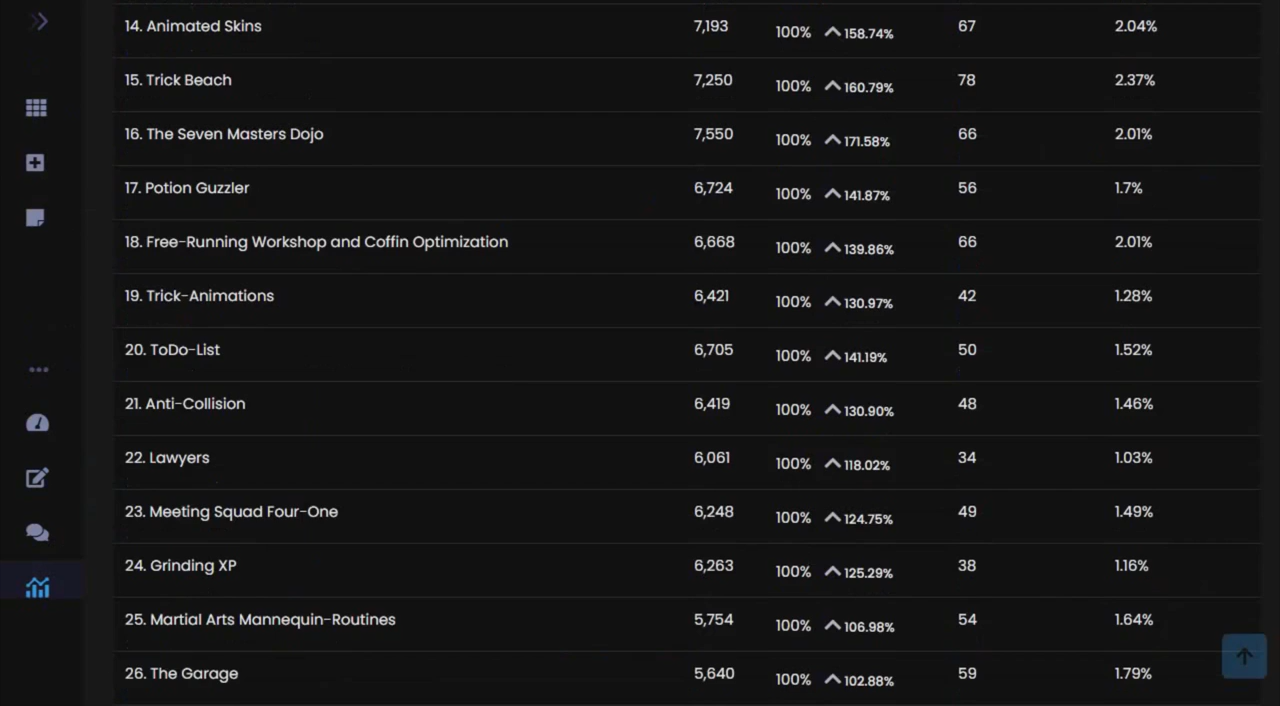 14. Animated Skins 7,193 100% 158.74% 67 2.04%
15. Trick Beach 7,250 100% 160.79% 78 2.37%
16. The Seven Masters Dojo 7,550 100% 171.58% 66 2.01%
17. Potion Guzzler 6,724 100% 141.87% 56 1.7%
18. Free-Running Workshop and Coffin Optimization 6,668 100% 139.86% 66 2.01%
19. Trick-Animations 6,421 100% 130.97% 42 1.28%
20. ToDo-List 6,705 100% 141.19% 50 1.52%
21. Anti-Collision 6,419 100% 130.90% 48 1.46%
22. Lawyers 6,061 100% 118.02% 34 1.03%
23. Meeting Squad Four-One 6,248 100% 124.75% 49 1.49%
24. Grinding XP 6,263 100% 125.29% 38 1.16%
25. Martial Arts Mannequin-Routines 5,754 100% 106.98% 54 1.64%
26. The Garage 5,640 100% 102.88% 59 1.79%